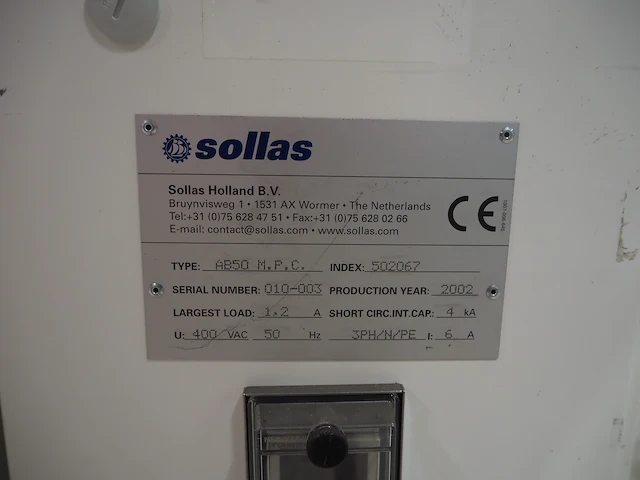 sollas
Sollas Holland B.V.
Bruynvisweg 1 • 1531 AX Wormer • The Netherlands
Tel:+31 (0)75 628 47 51 • Fax:+31 (0)75 628 02 66
E-mail: contact@sollas.com • www.sollas.com
CE
TYPE: AB50 M.P.C. INDEX: 502067
SERIAL NUMBER: 010-003 PRODUCTION YEAR: 2002
LARGEST LOAD: 1.2 A SHORT CIRC.INT.CAP: 4 kA
U: 400 VAC 50 Hz 3PH/N/PE I: 6 A